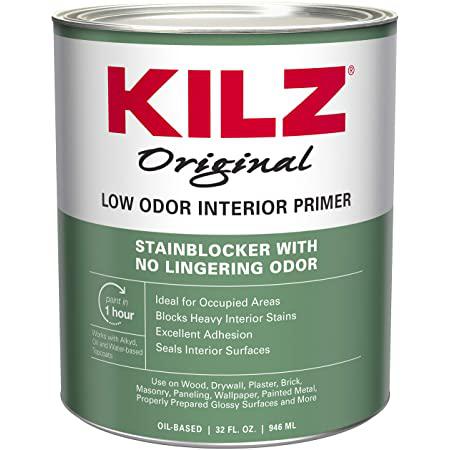 KILZ®
Original
LOW ODOR INTERIOR PRIMER
STAINBLOCKER WITH
NO LINGERING ODOR
paint in
1 hour
Works with Alkyd,
Oil and Water-based
Topcoats
Ideal for Occupied Areas
Blocks Heavy Interior Stains
Excellent Adhesion
Seals Interior Surfaces
Use on Wood, Drywall, Plaster, Brick,
Masonry, Paneling, Wallpaper, Painted Metal,
Properly Prepared Glossy Surfaces and More
OIL-BASED | 32 FL. OZ. | 946 ML